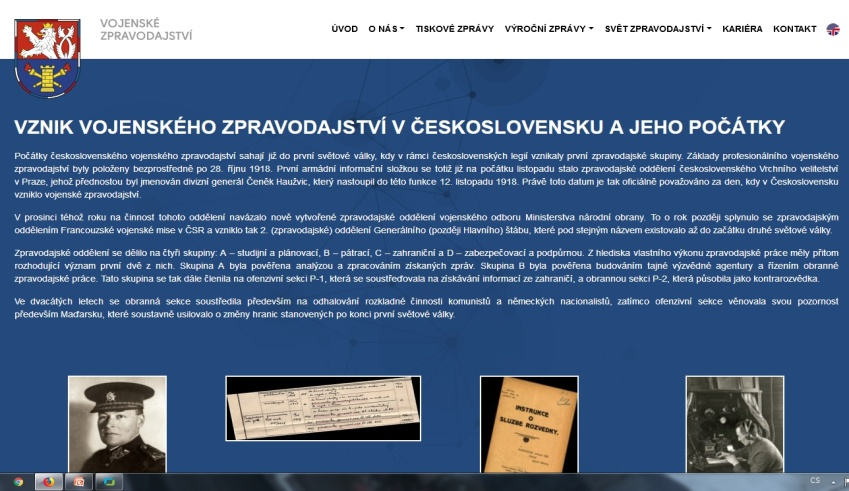 VOJENSKÉ
ZPRAVODAJSTVÍ
ÚVOD O NÁS TISKOVÉ ZPRÁVY VÝROČNÍ ZPRÁVY SVĚT ZPRAVODAJSTVÍ KARIÉRA KONTAKT
VZNIK VOJENSKÉHO ZPRAVODAJSTVÍ V ČESKOSLOVENSKU A JEHO POČÁTKY
Počátky československého vojenského zpravodajství sahají již do první světové války, kdy v rámci československých legií vznikaly první zpravodajské skupiny. Základy profesionálního vojenského
zpravodajství byly položeny bezprostředně po 28. říjnu 1918. První armádní informační složkou se totiž již na počátku listopadu stalo zpravodajské oddělení československého Vrchního velitelství
v Praze, jehož přednostou byl jmenován divizní generál Čeněk Haužvic, který nastoupil do této funkce 12. listopadu 1918. Právě toto datum je tak oficiálně považováno za den, kdy v Československu
vzniklo vojenské zpravodajství.
V prosinci téhož roku na činnost tohoto oddělení navázalo nově vytvořené zpravodajské oddělení vojenského odboru Ministerstva národní obrany. To o rok později splynulo se zpravodajským
oddělením Francouzské vojenské mise v ČSR a vzniklo tak 2. (zpravodajské) oddělení Generálního (později Hlavního) štábu, které pod stejným názvem existovalo až do začátku druhé světové války.
Zpravodajské oddělení se dělilo na čtyři skupiny: A – studijní a plánovací, B – pátrací, C – zahraniční a D – zabezpečovací a podpůrnou. Z hlediska vlastního výkonu zpravodajské práce měly přitom
rozhodující význam první dvě z nich. Skupina A byla pověřena analýzou a zpracováním získaných zpráv. Skupina B byla pověřena budováním tajné výzvědné agentury a řízením obranné
zpravodajské práce. Tato skupina se tak dále členila na ofenzivní sekci P-1, která se soustřeďovala na získávání informací ze zahraničí, a obrannou sekci P-2, která působila jako kontrarozvědka.
Ve dvacátých letech se obranná sekce soustředila především na odhalování rozkladné činnosti komunistů a německých nacionalistů, zatímco ofenzivní sekce věnovala svou pozornost
především Maďarsku, které soustavně usilovalo o změny hranic stanovených po konci první světové války.
INSTRUKCE
O
SLUŽBĚ ROZVĚDKY.
CS